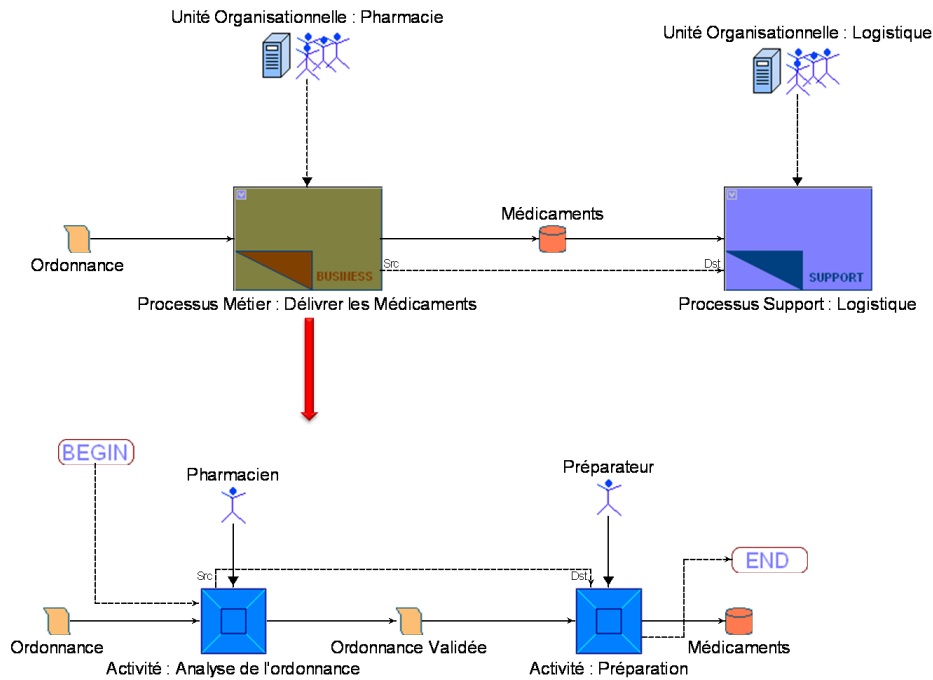 Unité Organisationnelle : Pharmacie
Unité Organisationnelle : Logistique
Médicaments
Ordonnance
BUSINESS
Src
Dst
SUPPORT
Processus Métier : Délivrer les Médicaments
Processus Support : Logistique
BEGIN
Pharmacien
Préparateur
END
Src
Dst
Ordonnance
Ordonnance Validée
Médicaments
Activité : Analyse de l'ordonnance
Activité : Préparation